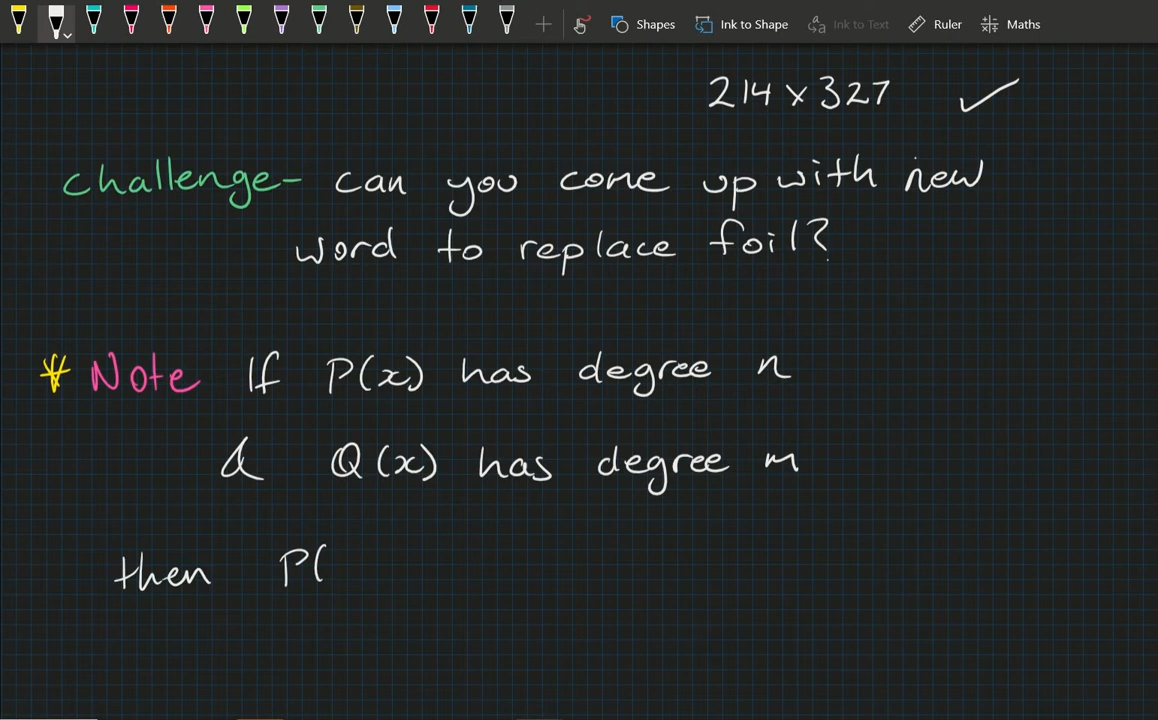 Shapes Ink to Shape Ink to Text Ruler Maths
214 x 327 ✓
challenge- can you come up with new
word to replace foil?
* Note If P(x) has degree n
& Q(x) has degree m
then P(